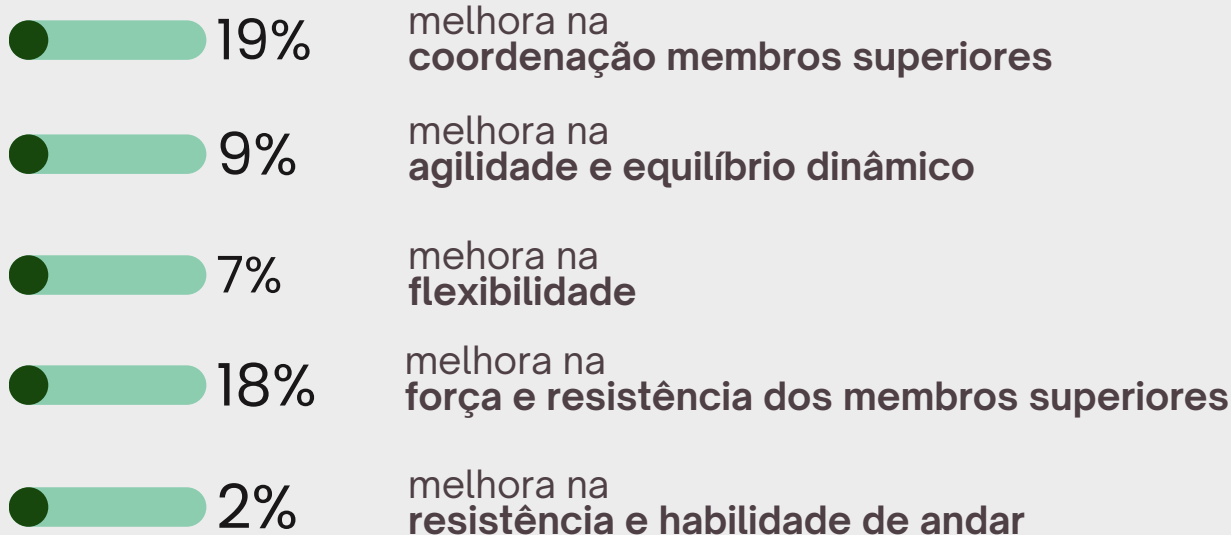 19%
melhora na
coordenação membros superiores
9%
melhora na
agilidade e equilíbrio dinâmico
7%
mehora na
flexibilidade
18%
melhora na
força e resistência dos membros superiores
2%
melhora na
resistência e habilidade de andar